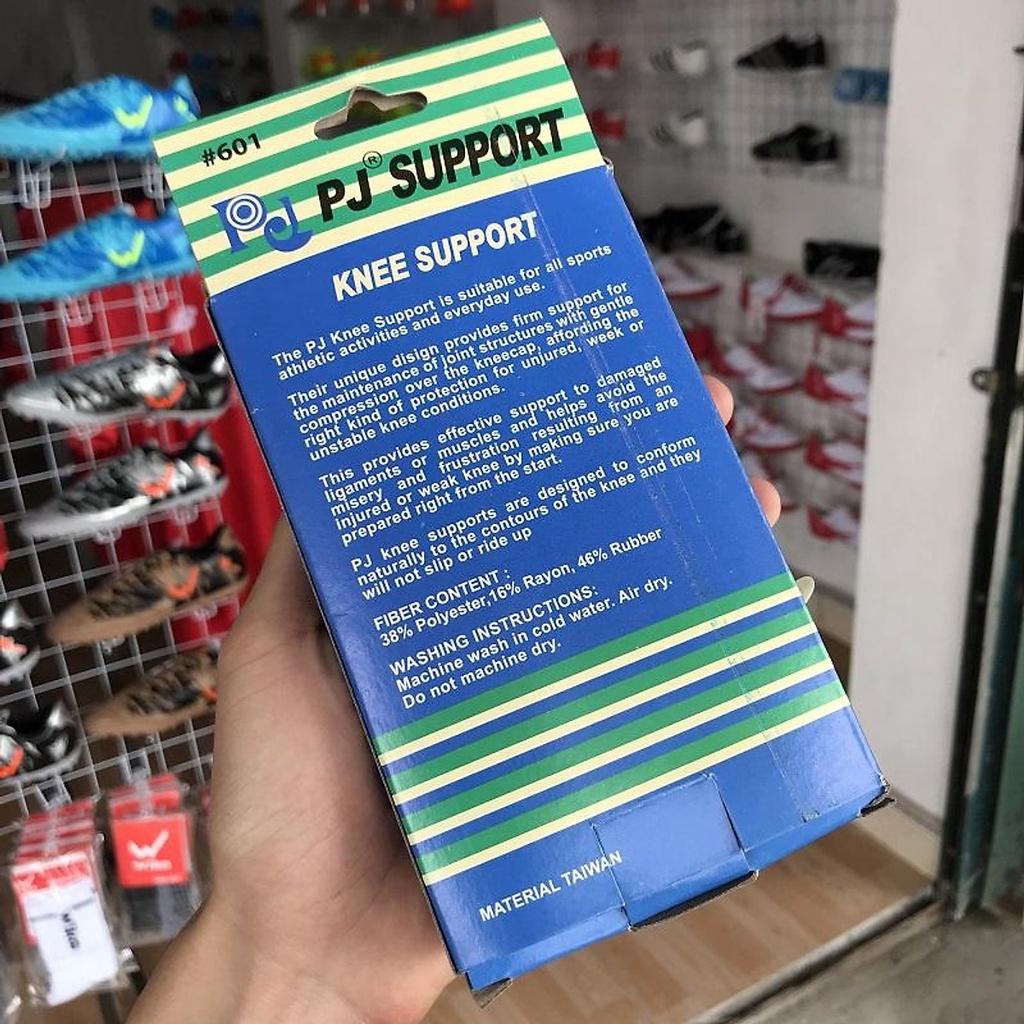 #601
PJ
PJ® SUPPORT
KNEE SUPPORT
The PJ Knee Support is suitable for all sports
athletic activities and everyday use.
Their unique disign provides firm support for
the maintenance of joint structures with gentle
compression over the kneecap, affording the
right kind of protection for unjured, week or
unstable knee conditions.
This provides effective support to damaged
ligaments or muscles and helps avoid the
misery and frustration resulting from an
injured or weak knee by making sure you are
prepared right from the start.
PJ knee supports are designed to conform
naturally to the contours of the knee and they
will not slip or ride up
FIBER CONTENT :
38% Polyester,16% Rayon, 46% Rubber
WASHING INSTRUCTIONS:
Machine wash in cold water. Air dry.
Do not machine dry.
MATERIAL TAIWAN